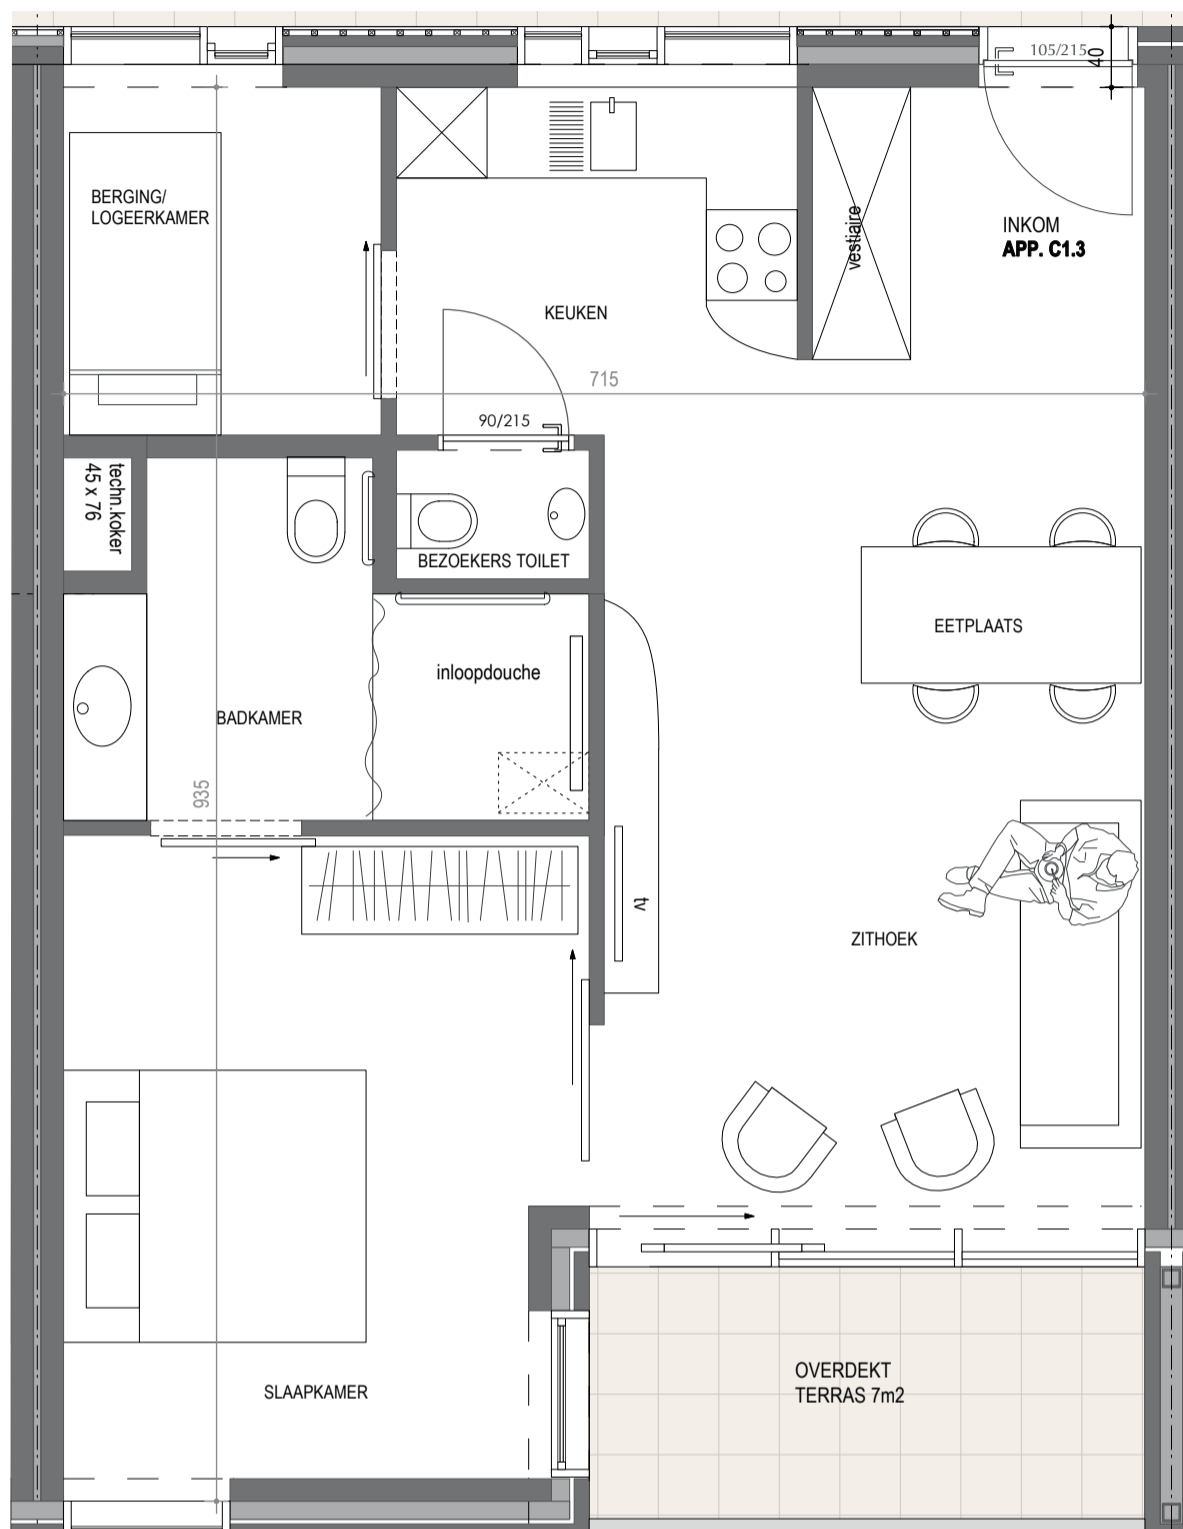 105/215
40
BERGING/
LOGEERKAMER
vestiaire
INKOM
APP. C1.3
KEUKEN
715
90/215
techn.koker
45 x 76
BEZOEKERS TOILET
EETPLAATS
inloopdouche
BADKAMER
935
tv
ZITHOEK
OVERDEKT
TERRAS 7m2
SLAAPKAMER